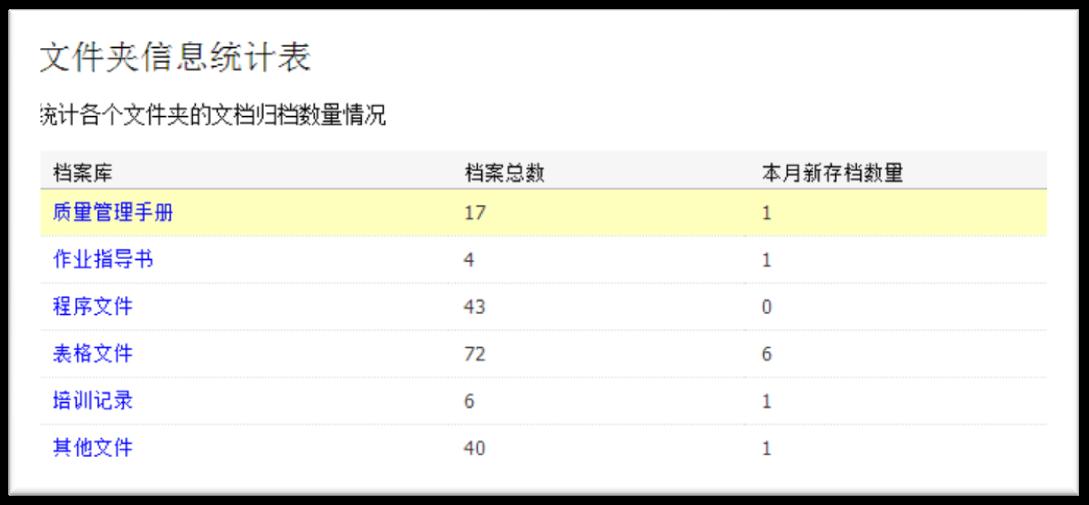 文件夹信息统计表
统计各个文件夹的文档归档数量情况
档案库 档案总数 本月新存档数量
质量管理手册 17 1
作业指导书 4 1
程序文件 43 0
表格文件 72 6
培训记录 6 1
其他文件 40 1